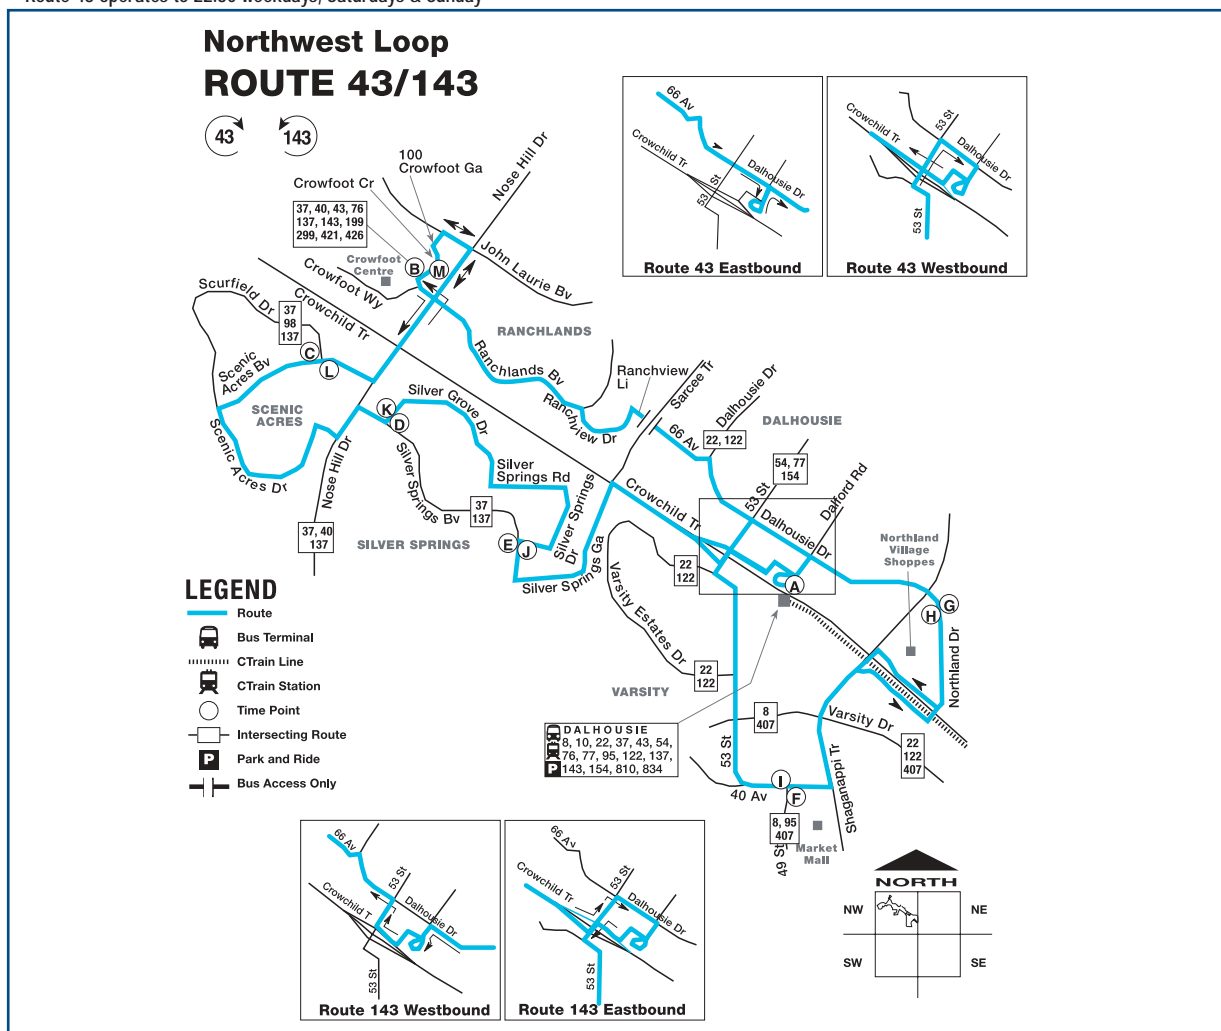 Route 43 operates to 22:30 weekdays, Saturdays & Sunday
Northwest Loop
ROUTE 43/143
43
143
100
Crowfoot Ga
Crowfoot Cr
37, 40, 43, 76
137, 143, 199
299, 421, 426
Nose Hill Dr
John Laurie Bv
Crowfoot
Centre
B
M
Crowfoot Wy
Crowchild Tr
Scurfield Dr
37
98
137
C
L
Scenic
Acres Bv
SCENIC
ACRES
Scenic Acres Dr
Nose Hill Dr
37, 40
137
RANCHLANDS
Ranchlands Bv
Ranchview
Li
Ranchview Dr
Sarcee Tr
K
D
Silver Grove Dr
Silver
Springs Rd
Silver
Springs Bv
37
137
E
J
Silver Springs
Dr
Silver Springs Ga
SILVER SPRINGS
66 Av
Dalhousie Dr
22, 122
DALHOUSIE
54, 77
154
53 St
Dalford Rd
Crowchild Tr
Dalhousie Dr
A
22
122
Varsity Estates Dr
22
122
VARSITY
Northland
Village
Shoppes
G
H
Northland Dr
8
407
Varsity Dr
22
122
407
53 St
40 Av
I
F
8, 95
407
49 St
Market
Mall
Shaganappi Tr
DALHOUSIE
8, 10, 22, 37, 43, 54,
76, 77, 95, 122, 137,
143, 154, 810, 834
P
LEGEND
Route
Bus Terminal
CTrain Line
CTrain Station
Time Point
Intersecting Route
P Park and Ride
Bus Access Only
66 Av
Crowchild Tr
53 St
Dalhousie Dr
Route 43 Eastbound
Crowchild Tr
53 St
Dalhousie Dr
53 St
Route 43 Westbound
66 Av
53 St
Crowchild T
Dalhousie Dr
53 St
Route 143 Westbound
66 Av
53 St
Crowchild Tr
Dalhousie Dr
53 St
Route 143 Eastbound
NORTH
NW
NE
SW
SE